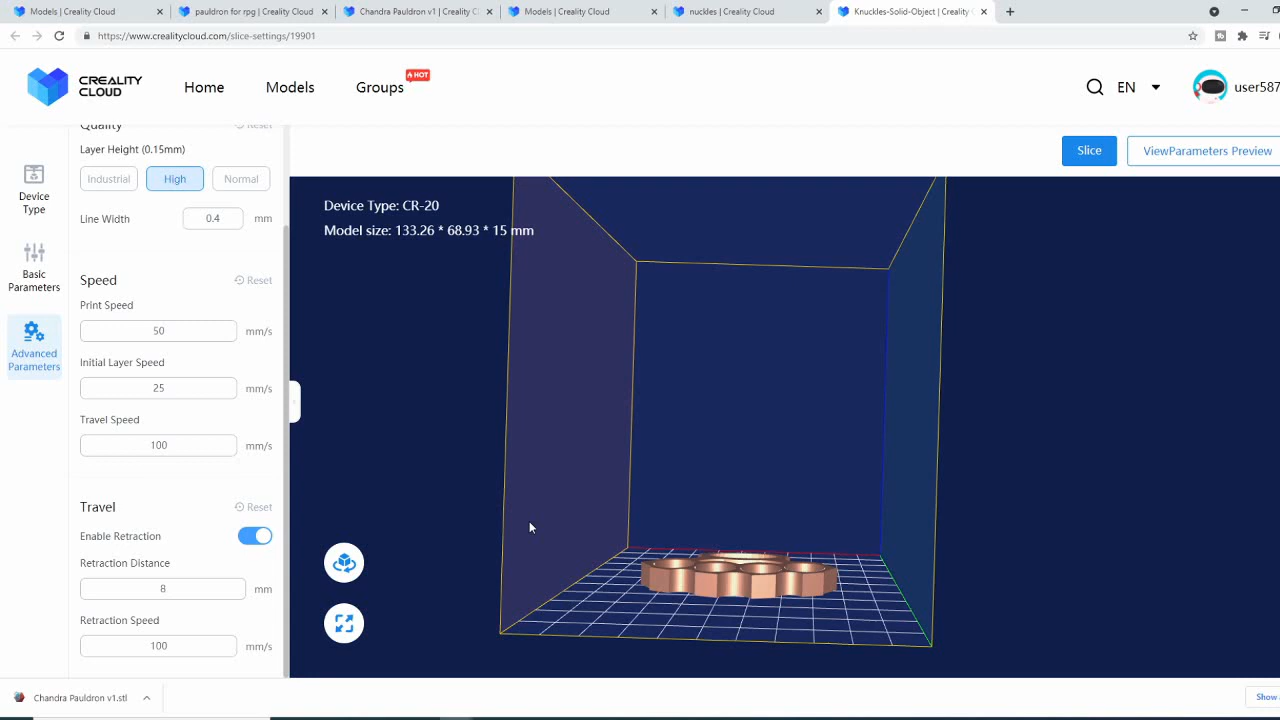 Models | Creality Cloud
pauldron for rpg | Creality Cloud
Chandra Pauldron v1 | Creality C
Models | Creality Cloud
nuckles | Creality Cloud
Knuckles-Solid-Object | Creality C
https://www.crealitycloud.com/slice-settings/19901
CREALITY
CLOUD
Home
Models
Groups
HOT
EN
user587
Device
Type
Basic
Parameters
Advanced
Parameters
Quality
Reset
Layer Height (0.15mm)
Industrial
High
Normal
Line Width
0.4
mm
Speed
Reset
Print Speed
50
mm/s
Initial Layer Speed
25
mm/s
Travel Speed
100
mm/s
Travel
Reset
Enable Retraction
Retraction Distance
8
mm
Retraction Speed
100
mm/s
Slice
ViewParameters Preview
Device Type: CR-20
Model size: 133.26 * 68.93 * 15 mm
Chandra Pauldron v1.stl
Show